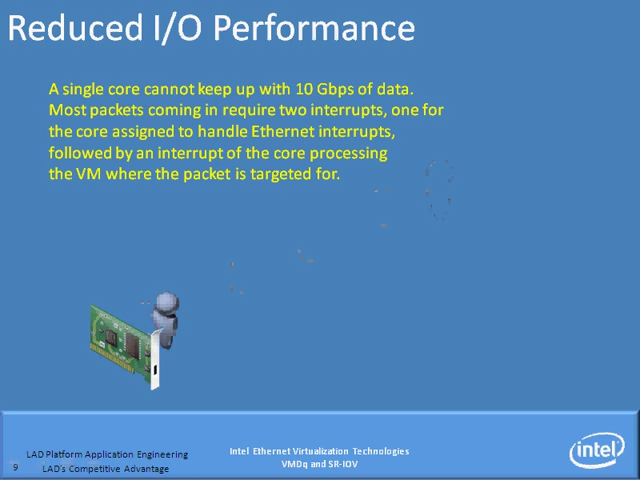 Reduced I/O Performance
A single core cannot keep up with 10 Gbps of data.
Most packets coming in require two interrupts, one for
the core assigned to handle Ethernet interrupts,
followed by an interrupt of the core processing
the VM where the packet is targeted for.
LAD Platform Application Engineering
9 LAD's Competitive Advantage
Intel Ethernet Virtualization Technologies
VMDq and SR-IOV
intel